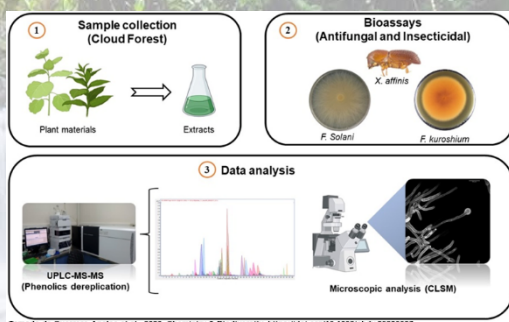 1 Sample collection
(Cloud Forest)
Plant materials
Extracts
2 Bioassays
(Antifungal and Insecticidal)
X. affinis
F. Solani
F. kuroshium
3 Data analysis
UPLC-MS-MS
(Phenolics dereplication)
Microscopic analysis (CLSM)